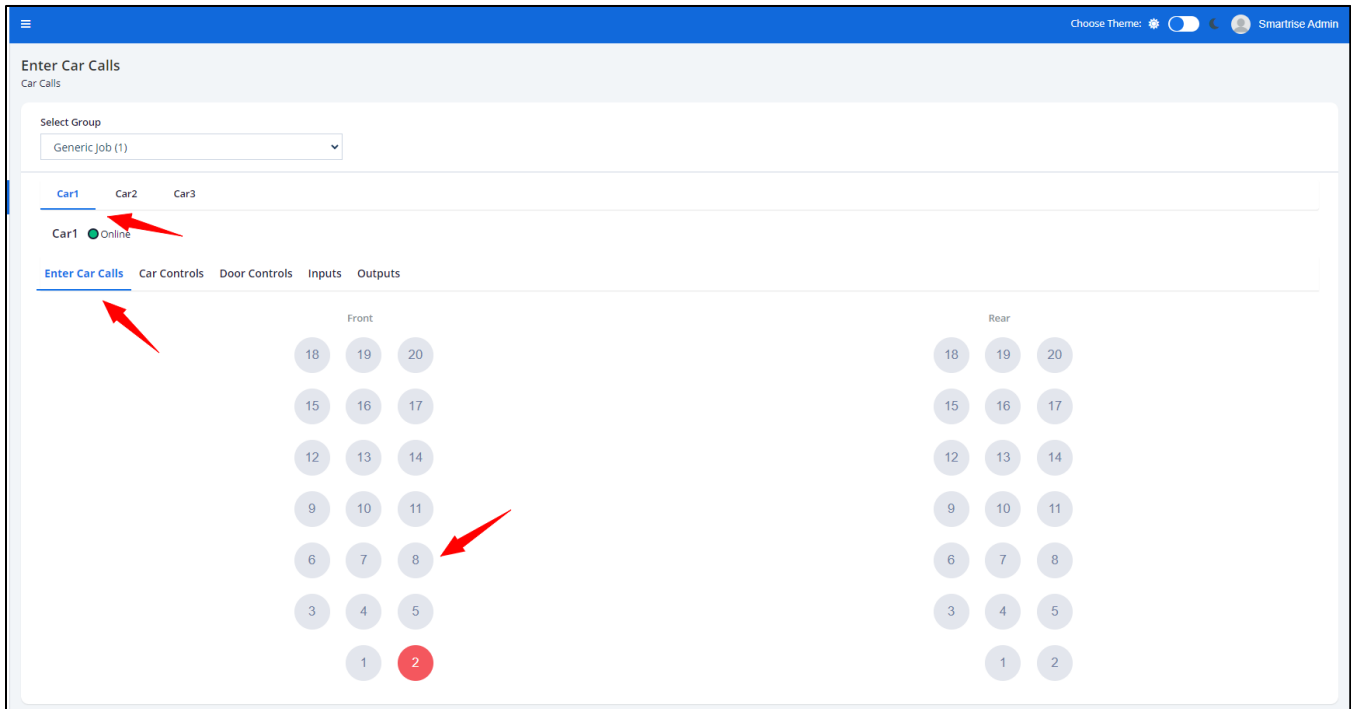 Choose Theme: Smartrise Admin
Enter Car Calls
Car Calls
Select Group
Generic Job (1)
Car1 Car2 Car3
Car1 Online
Enter Car Calls Car Controls Door Controls Inputs Outputs
Front
18 19 20
15 16 17
12 13 14
9 10 11
6 7 8
3 4 5
1 2
Rear
18 19 20
15 16 17
12 13 14
9 10 11
6 7 8
3 4 5
1 2